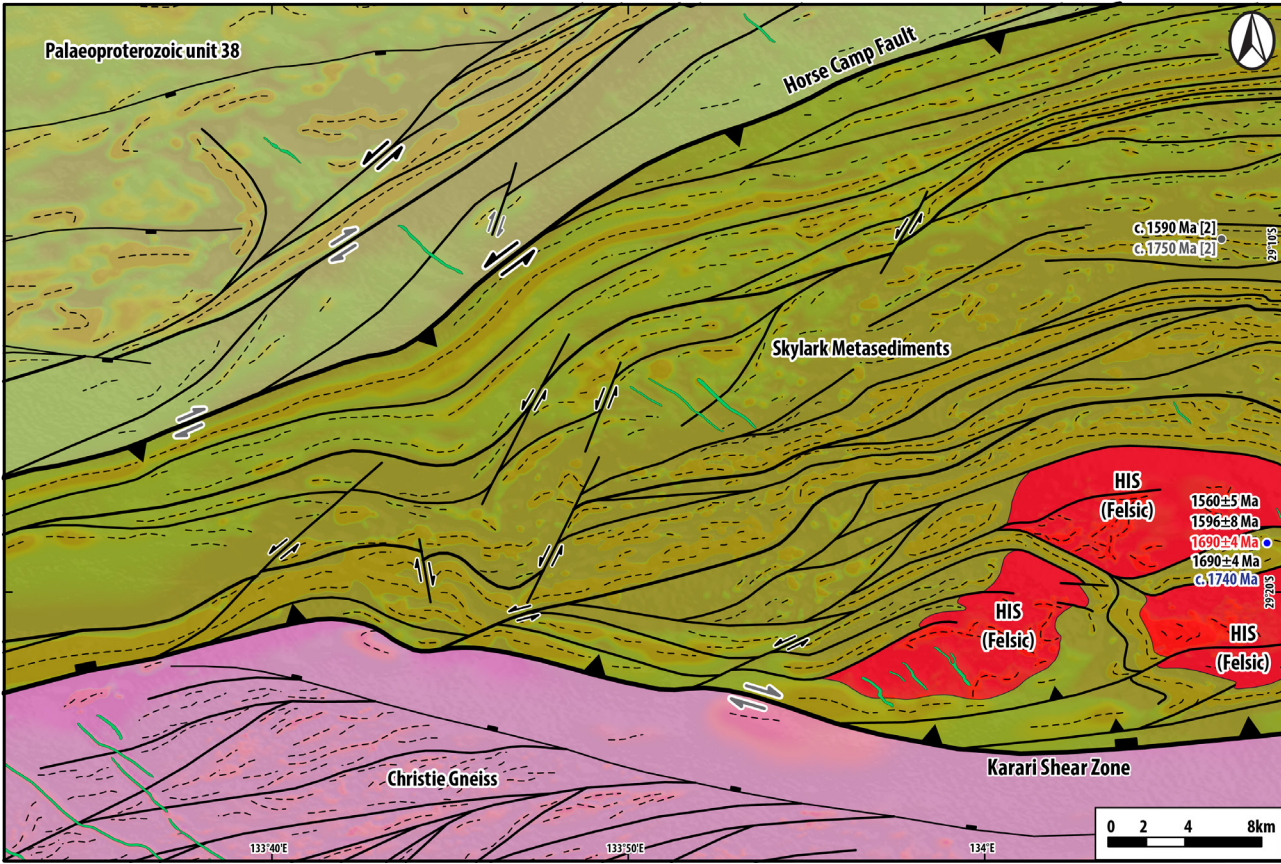 Palaeoproterozoic unit 38
Horse Camp Fault
c. 1590 Ma [2]
c. 1750 Ma [2]
29°10'S
Skylark Metasediments
HIS
(Felsic)
1560±5 Ma
1596±8 Ma
1690±4 Ma
1690±4 Ma
c. 1740 Ma
29°20'S
HIS
(Felsic)
HIS
(Felsic)
Karari Shear Zone
Christie Gneiss
133°40'E
133°50'E
134°E
0 2 4 8km